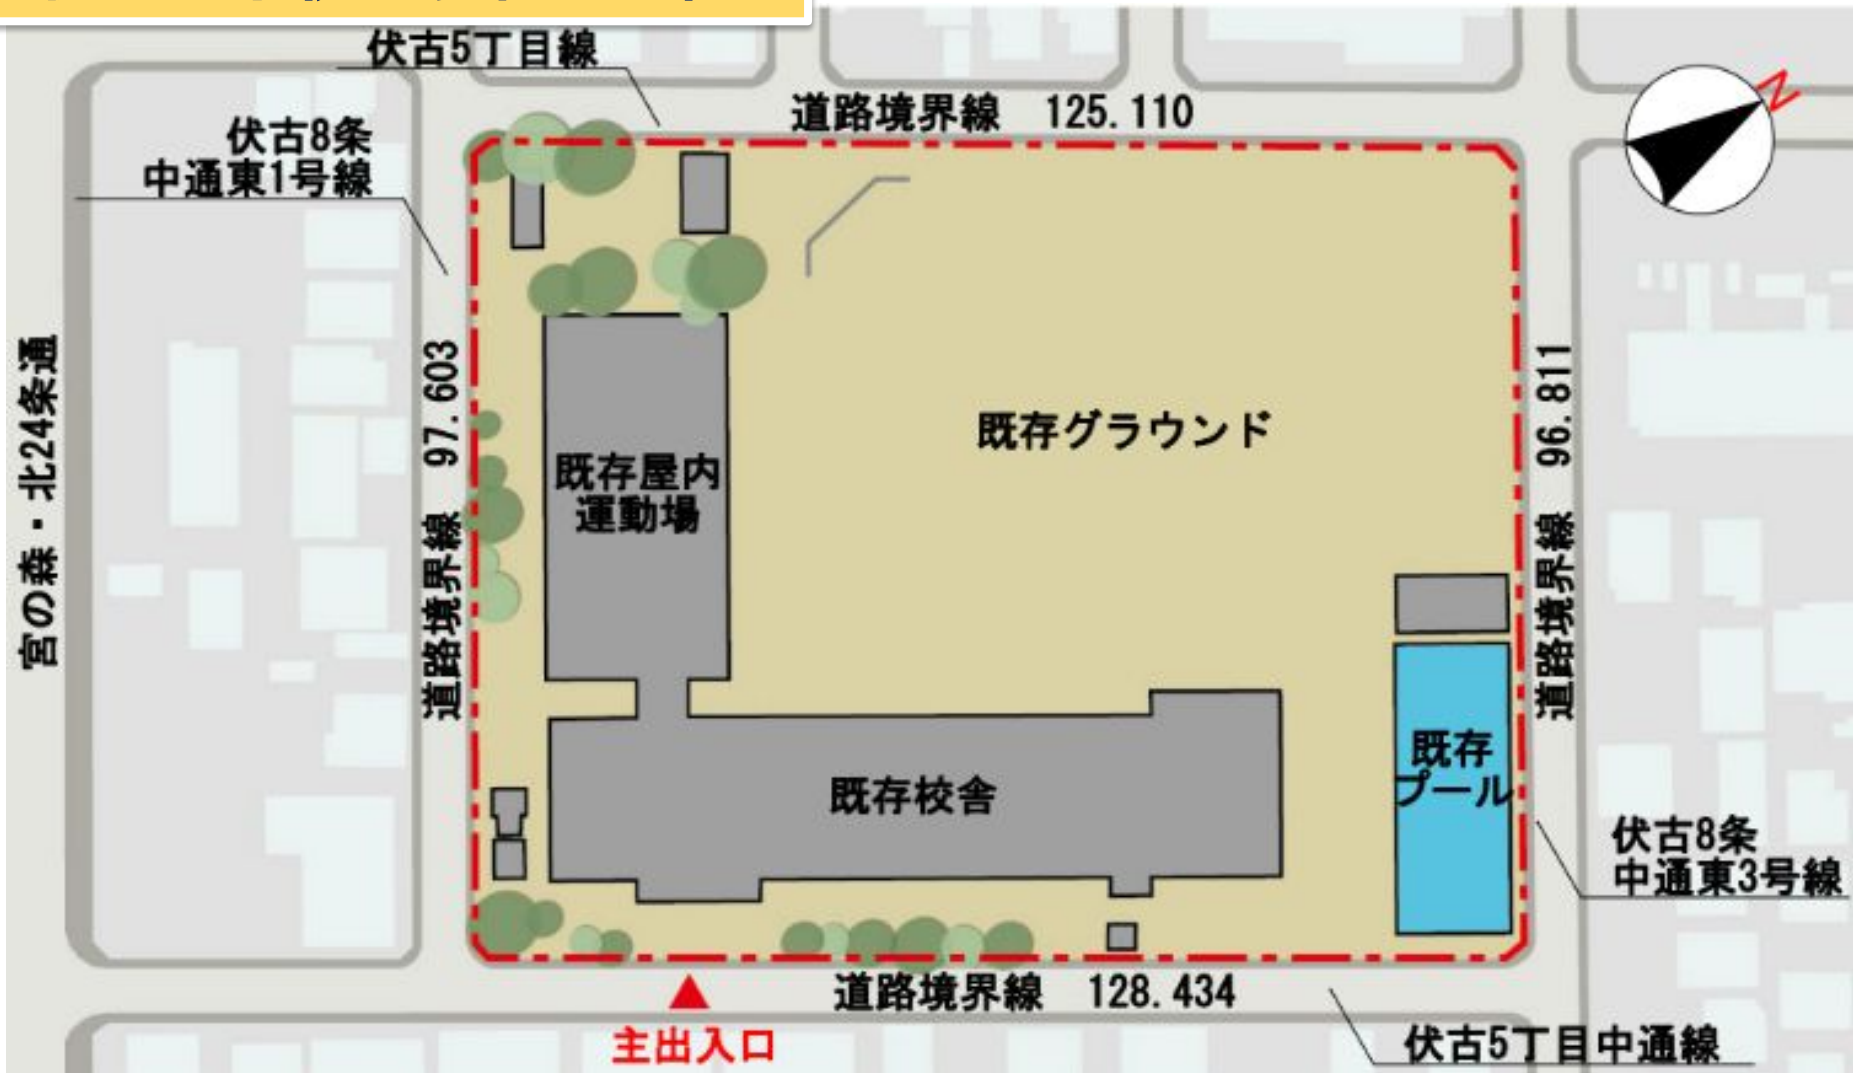 伏古5丁目線
道路境界線 125.110
N
伏古8条
中通東1号線
宮の森・北24条通
道路境界線 97.603
既存グラウンド
既存屋内
運動場
道路境界線 96.811
既存
プール
既存校舎
伏古8条
中通東3号線
道路境界線 128.434
主出入口
伏古5丁目中通線